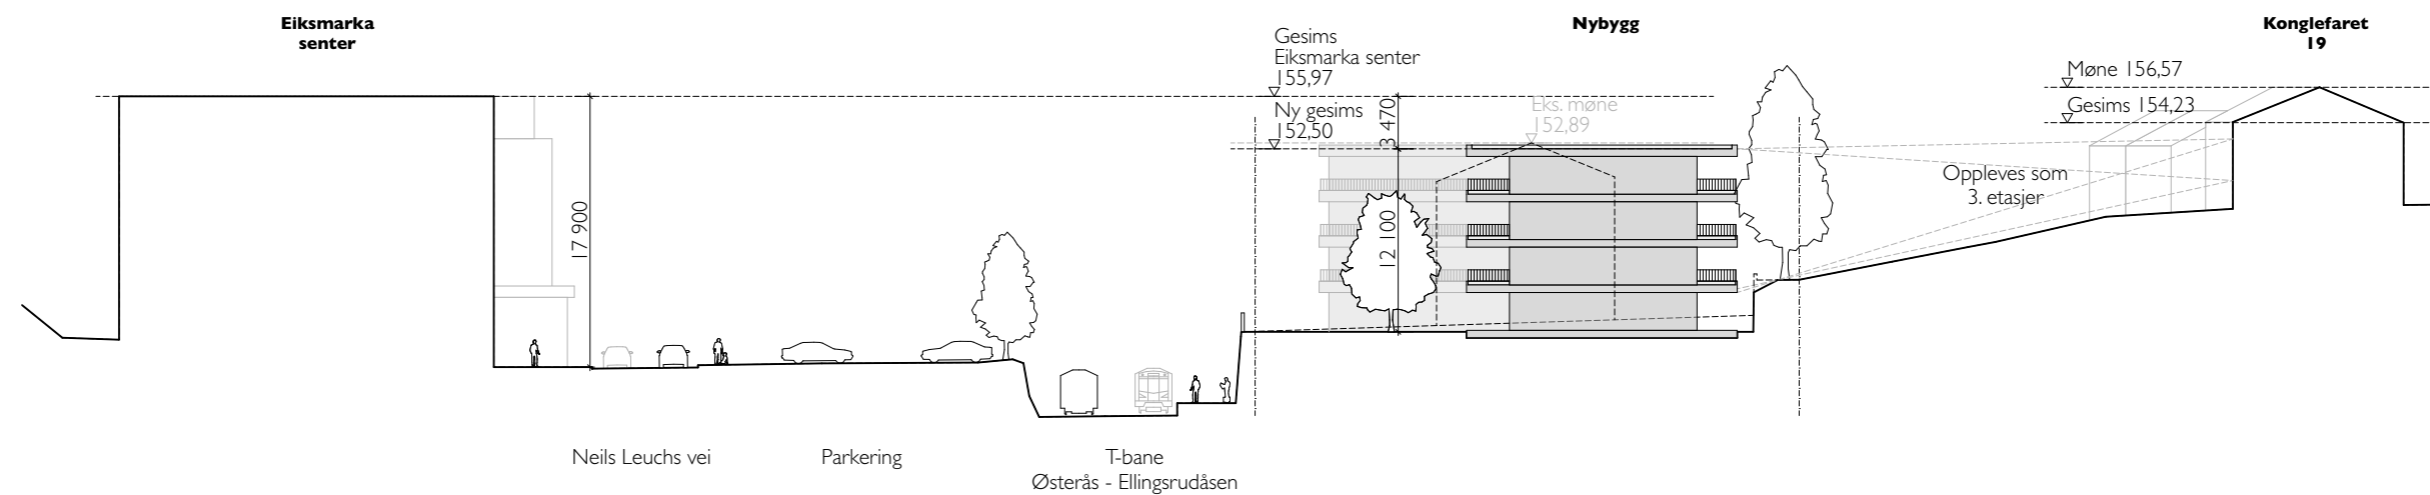 Eiksmarka
senter
Nybygg
Konglefaret
19
Gesims
Eiksmarka senter
155,97
Ny gesims
152,50
3 470
Eks. møne
152,89
Møne 156,57
Gesims 154,23
17 900
12 100
Oppleves som
3. etasjer
Neils Leuchs vei
Parkering
T-bane
Østerås - Ellingsrudåsen